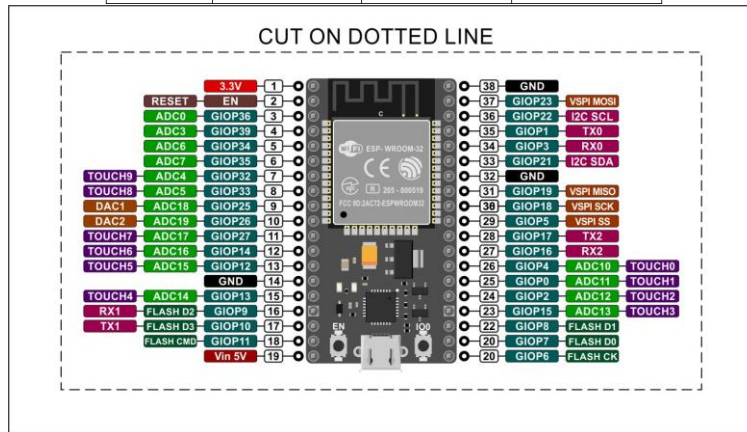 CUT ON DOTTED LINE
3.3V 1 38 GND
RESET EN 2 37 GIOP23 VSPI MOSI
ADC0 GIOP36 3 36 GIOP22 I2C SCL
ADC3 GIOP39 4 35 GIOP1 TX0
ADC6 GIOP34 5 34 GIOP3 RX0
ADC7 GIOP35 6 33 GIOP21 I2C SDA
TOUCH9 ADC4 GIOP32 7 32 GND
TOUCH8 ADC5 GIOP33 8 31 GIOP19 VSPI MISO
DAC1 ADC18 GIOP25 9 30 GIOP18 VSPI SCK
DAC2 ADC19 GIOP26 10 29 GIOP5 VSPI SS
TOUCH7 ADC17 GIOP27 11 28 GIOP17 TX2
TOUCH6 ADC16 GIOP14 12 27 GIOP16 RX2
TOUCH5 ADC15 GIOP12 13 26 GIOP4 ADC10 TOUCH0
GND 14 25 GIOP0 ADC11 TOUCH1
TOUCH4 ADC14 GIOP13 15 24 GIOP2 ADC12 TOUCH2
RX1 FLASH D2 GIOP9 16 23 GIOP15 ADC13 TOUCH3
TX1 FLASH D3 GIOP10 17 22 GIOP8 FLASH D1
FLASH CMD GIOP11 18 20 GIOP7 FLASH D0
Vin 5V 19 20 GIOP6 FLASH CK
C
WiFi ESP-WROOM-32
CE
R 205-000519
EN IO0